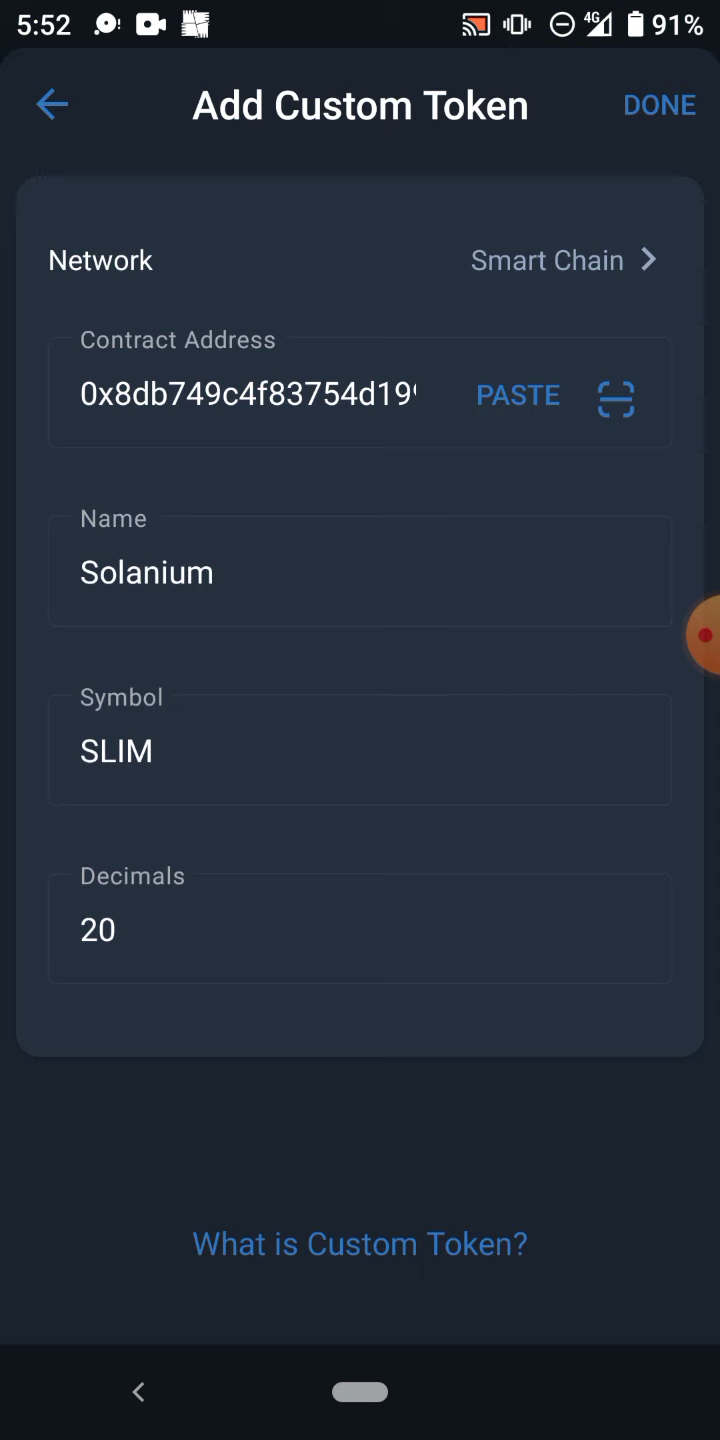 5:52
4G 91%
Add Custom Token
DONE
Network
Smart Chain
Contract Address
0x8db749c4f83754d19
PASTE
Name
Solanium
Symbol
SLIM
Decimals
20
What is Custom Token?